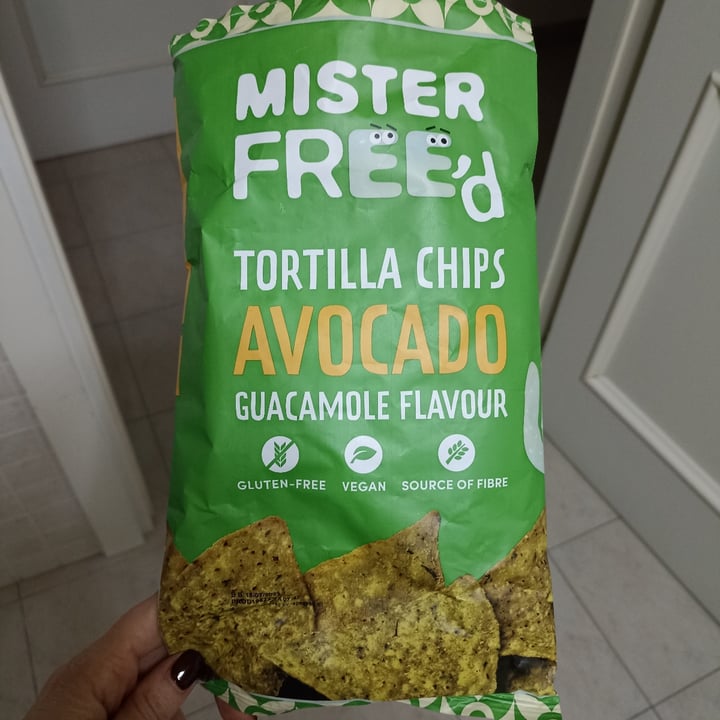 MISTER
FREE'd
TORTILLA CHIPS
AVOCADO
GUACAMOLE FLAVOUR
GLUTEN-FREE VEGAN SOURCE OF FIBRE